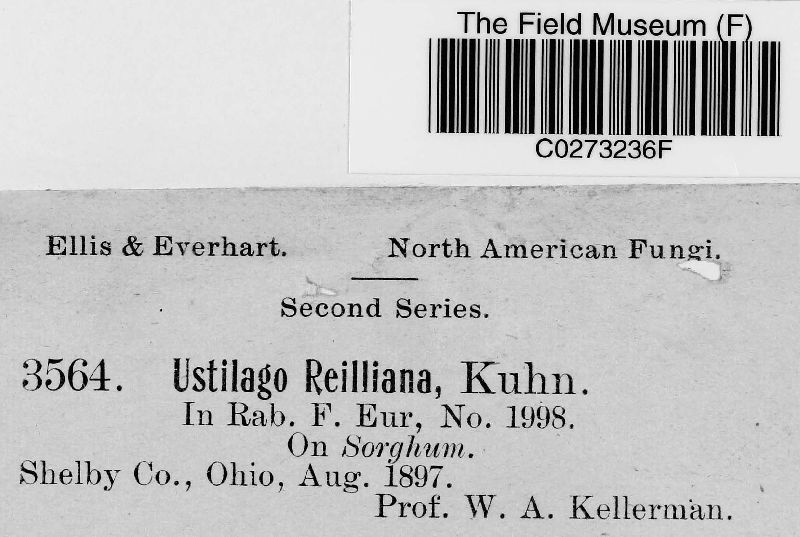 The Field Museum (F)
C0273236F
Ellis & Everhart. North American Fungi.
Second Series.
3564. Ustilago Reilliana, Kuhn.
In Rab. F. Eur, No. 1998.
On Sorghum.
Shelby Co., Ohio, Aug. 1897.
Prof. W. A. Kellerman.